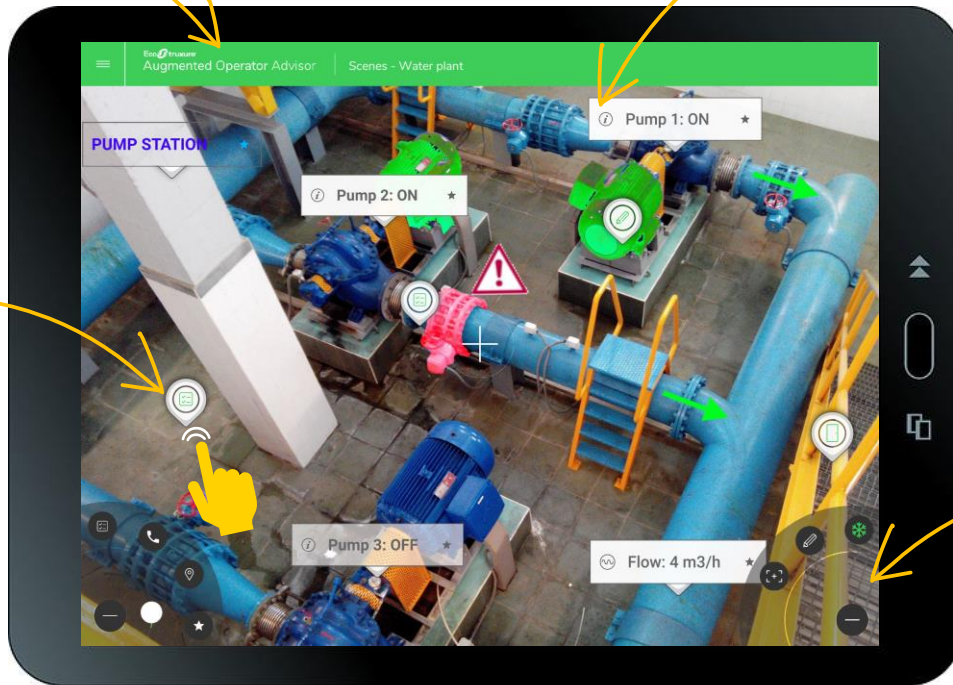 EcoStruxure
Augmented Operator Advisor
Scenes - Water plant
Pump 1: ON
PUMP STATION
Pump 2: ON
Pump 3: OFF
Flow: 4 m3/h